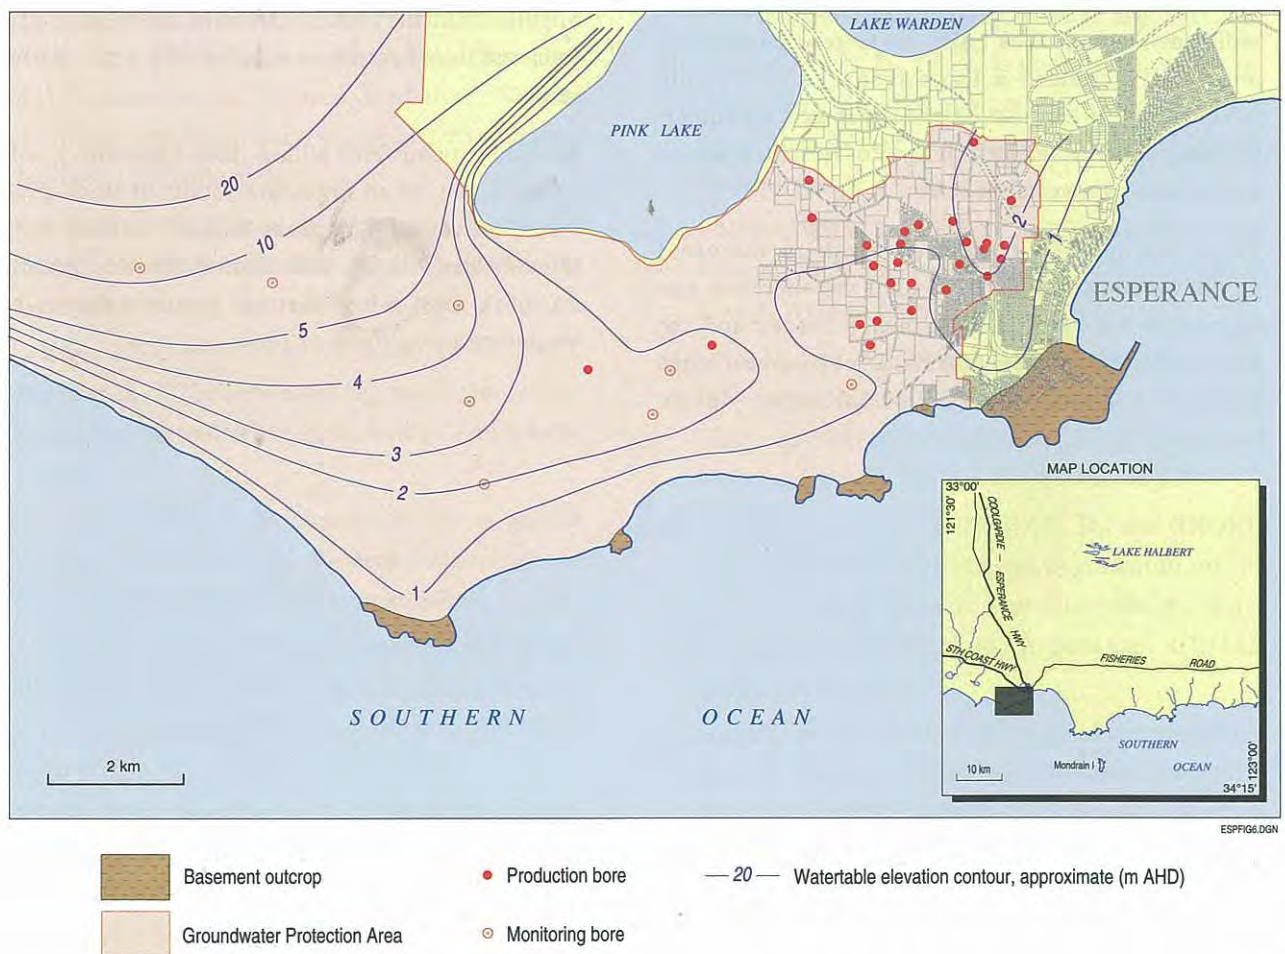 LAKE WARDEN
PINK LAKE
20
10
5
4
3
2
1
2
1
ESPERANCE
SOUTHERN OCEAN
2 km
MAP LOCATION
33°00'
121°30'
COOLGARDIE — ESPERANCE HWY
LAKE HALBERT
STH COAST HWY
FISHERIES ROAD
SOUTHERN
OCEAN
Mondrain I
10 km
123°00'
34°15'
ESPFIG6.DGN
Basement outcrop
Production bore
— 20 — Watertable elevation contour, approximate (m AHD)
Groundwater Protection Area
Monitoring bore